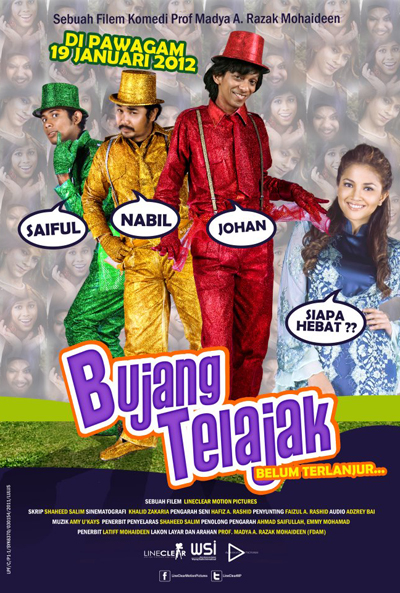 Sebuah Filem Komedi Prof Madya A. Razak Mohaideen
DI PAWAGAM
19 JANUARI 2012
SAIFUL
NABIL
JOHAN
SIAPA
HEBAT ??
Bujang
Telajak
BELUM TERLANJUR...
SEBUAH FILEM LINECLEAR MOTION PICTURES
SKRIP SHAHEED SALIM SINEMATOGRAFI KHALID ZAKARIA PENGARAH SENI HAFIZ A. RASHID PENYUNTING FAIZUL A. RASHID AUDIO ADZREY BAI
MUZIK AMY U'KAYS PENERBIT PENYELARAS SHAHEED SALIM PENOLONG PENGARAH AHMAD SAIFULLAH, EMMY MOHAMAD
PENERBIT LATIFF MOHAIDEEN LAKON LAYAR DAN ARAHAN PROF. MADYA A. RAZAK MOHAIDEEN (FDAM)
LINECLEAR
WSI
LineClearMotionPictures
LineClearMP